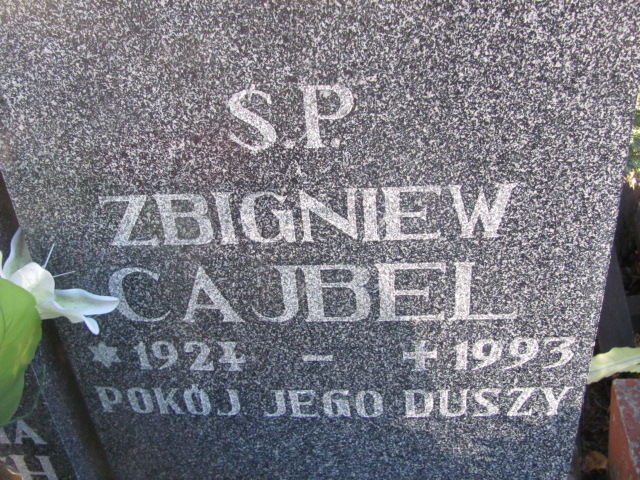 S.P.
ZBIGNIEW
CAJBEL
* 1924 - + 1993
POKÓJ JEGO DUSZY